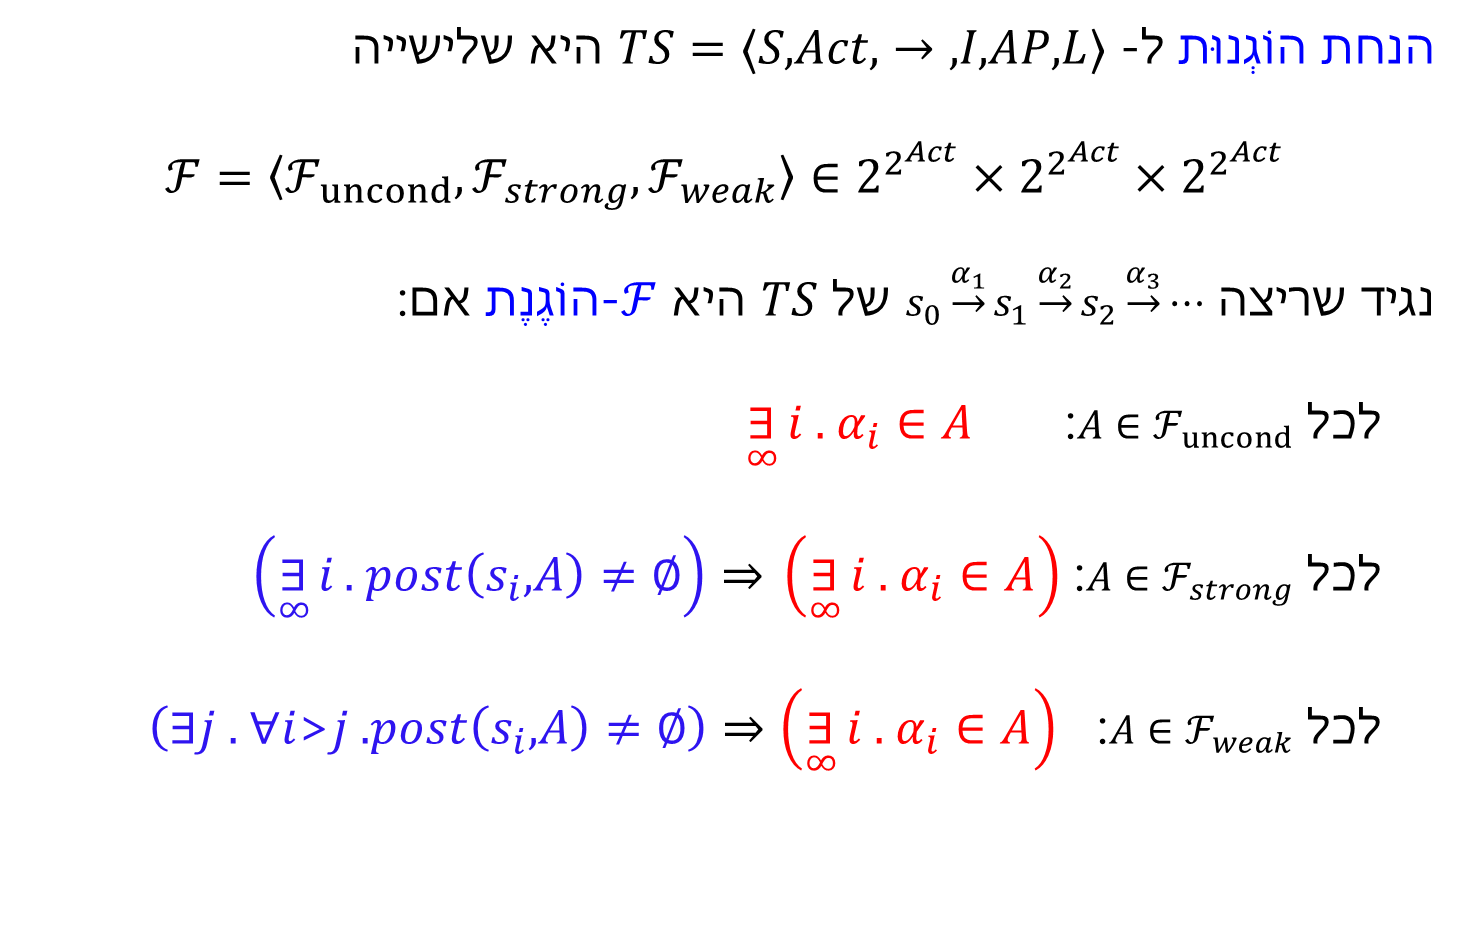 הנחת הוֹגְנוּת ל- TS = ⟨S,Act, → ,I,AP,L⟩ היא שלישייה
ℱ = ⟨ℱ_uncond, ℱ_strong, ℱ_weak⟩ ∈ 2^{2^{Act}} × 2^{2^{Act}} × 2^{2^{Act}}
נגיד שריצה s_0 →^{α_1} s_1 →^{α_2} s_2 →^{α_3} ⋯ של TS היא ℱ-הוֹגֶנֶת אם:
לכל A ∈ ℱ_uncond: ∃_∞ i . α_i ∈ A
לכל A ∈ ℱ_strong: (∃_∞ i . post(s_i,A) ≠ ∅) ⇒ (∃_∞ i . α_i ∈ A)
לכל A ∈ ℱ_weak: (∃j . ∀i>j .post(s_i,A) ≠ ∅) ⇒ (∃_∞ i . α_i ∈ A)